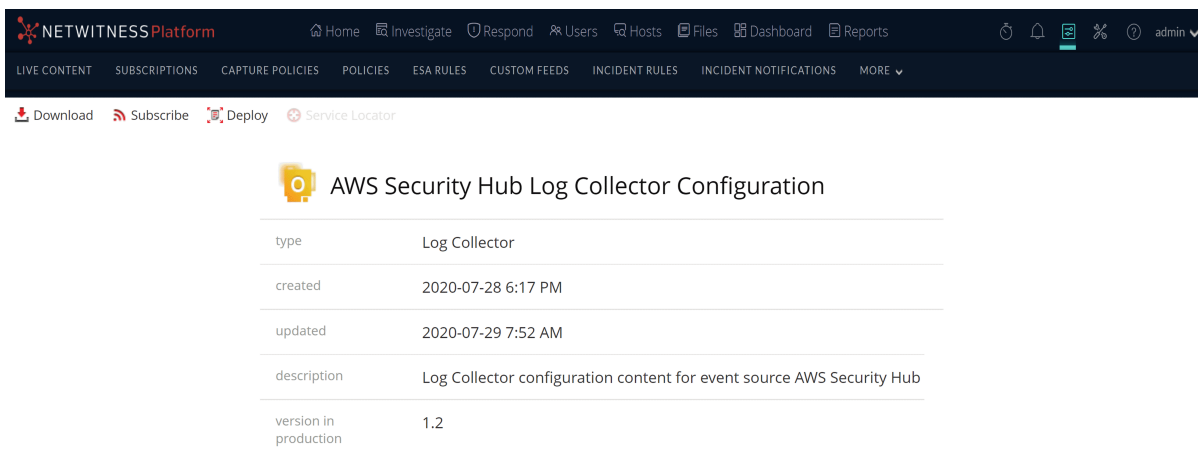 NETWITNESS Platform Home Investigate Respond Users Hosts Files Dashboard Reports admin
LIVE CONTENT SUBSCRIPTIONS CAPTURE POLICIES POLICIES ESA RULES CUSTOM FEEDS INCIDENT RULES INCIDENT NOTIFICATIONS MORE
Download Subscribe Deploy Service Locator
AWS Security Hub Log Collector Configuration
type Log Collector
created 2020-07-28 6:17 PM
updated 2020-07-29 7:52 AM
description Log Collector configuration content for event source AWS Security Hub
version in 1.2
production